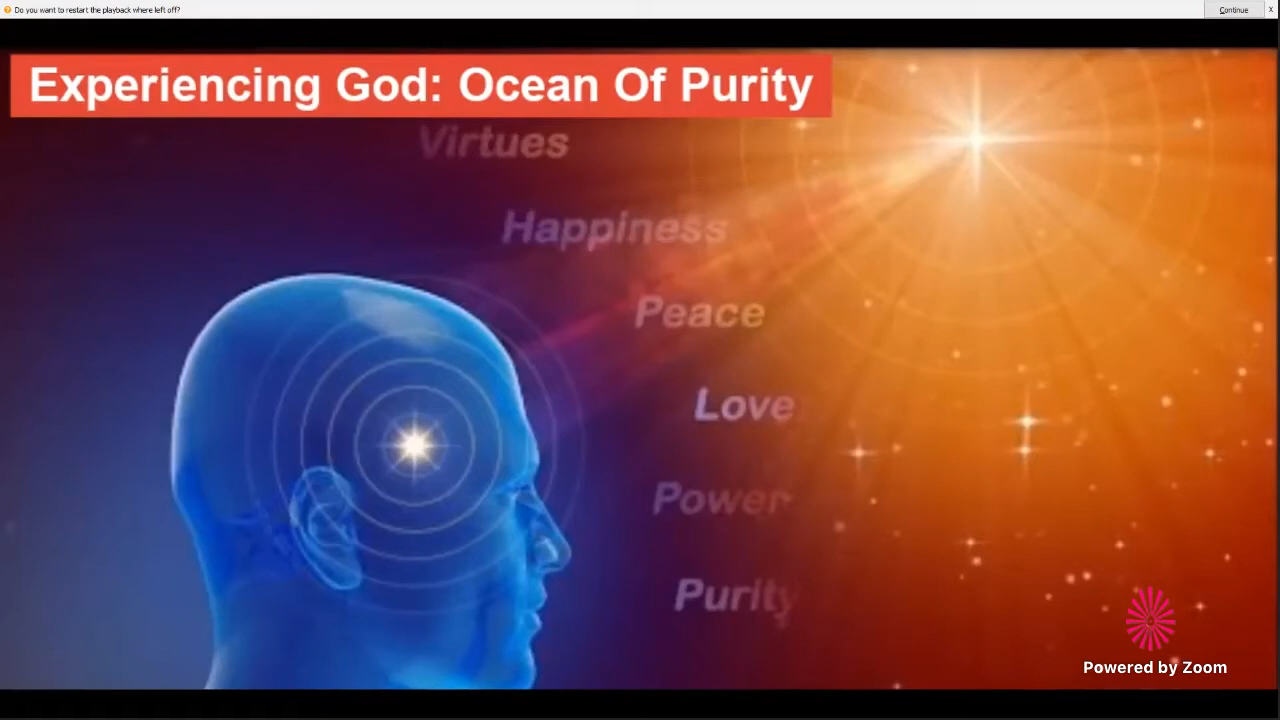 Do you want to restart the playback where left off?
Continue
X
Experiencing God: Ocean Of Purity
Virtues
Happiness
Peace
Love
Power
Purity
Powered by Zoom